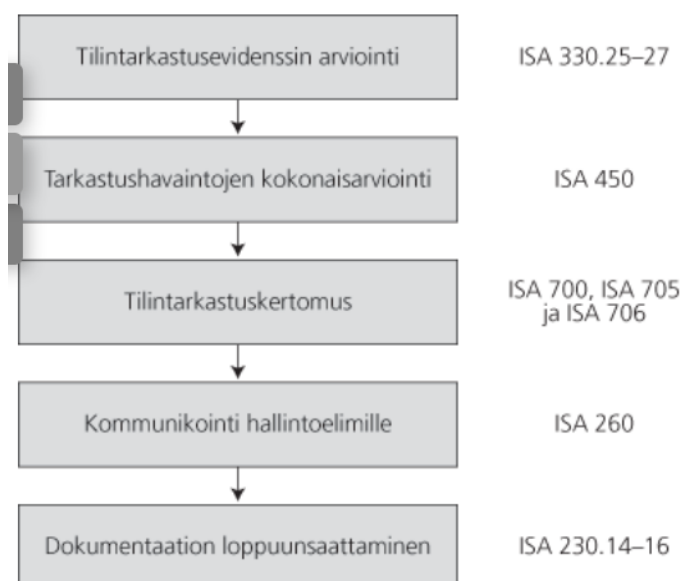 Tilintarkastusevidenssin arviointi
ISA 330.25–27
Tarkastushavaintojen kokonaisarviointi
ISA 450
Tilintarkastuskertomus
ISA 700, ISA 705
ja ISA 706
Kommunikointi hallintoelimille
ISA 260
Dokumentaation loppuunsaattaminen
ISA 230.14–16